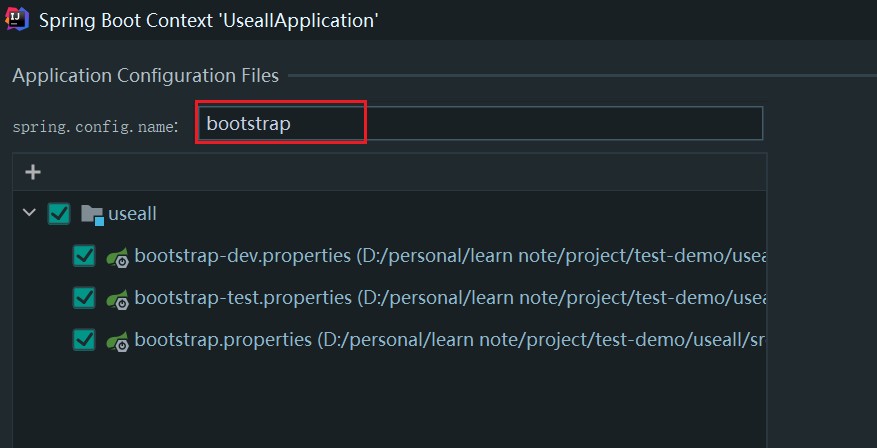 Spring Boot Context 'UseallApplication'
Application Configuration Files
spring.config.name: bootstrap
useall
bootstrap-dev.properties (D:/personal/learn note/project/test-demo/usea
bootstrap-test.properties (D:/personal/learn note/project/test-demo/usea
bootstrap.properties (D:/personal/learn note/project/test-demo/useall/sr